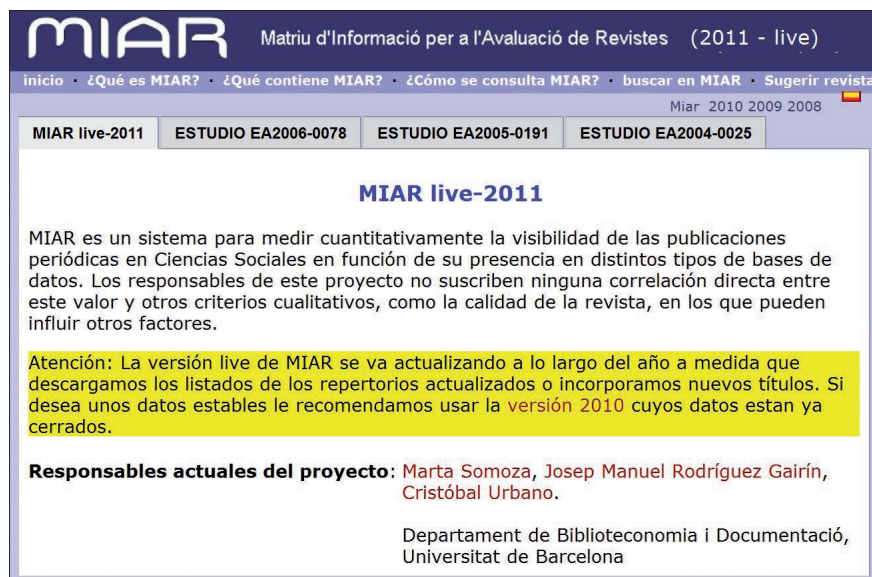 MIAR Matriu d'Informació per a l'Avaluació de Revistes (2011 - live)
inicio · ¿Qué es MIAR? · ¿Qué contiene MIAR? · ¿Cómo se consulta MIAR? · buscar en MIAR · Sugerir revista
Miar 2010 2009 2008
MIAR live-2011 ESTUDIO EA2006-0078 ESTUDIO EA2005-0191 ESTUDIO EA2004-0025
MIAR live-2011
MIAR es un sistema para medir cuantitativamente la visibilidad de las publicaciones
periódicas en Ciencias Sociales en función de su presencia en distintos tipos de bases de
datos. Los responsables de este proyecto no suscriben ninguna correlación directa entre
este valor y otros criterios cualitativos, como la calidad de la revista, en los que pueden
influir otros factores.
Atención: La versión live de MIAR se va actualizando a lo largo del año a medida que
descargamos los listados de los repertorios actualizados o incorporamos nuevos títulos. Si
desea unos datos estables le recomendamos usar la versión 2010 cuyos datos estan ya
cerrados.
Responsables actuales del proyecto: Marta Somoza, Josep Manuel Rodríguez Gairín,
Cristóbal Urbano.
Departament de Biblioteconomia i Documentació,
Universitat de Barcelona